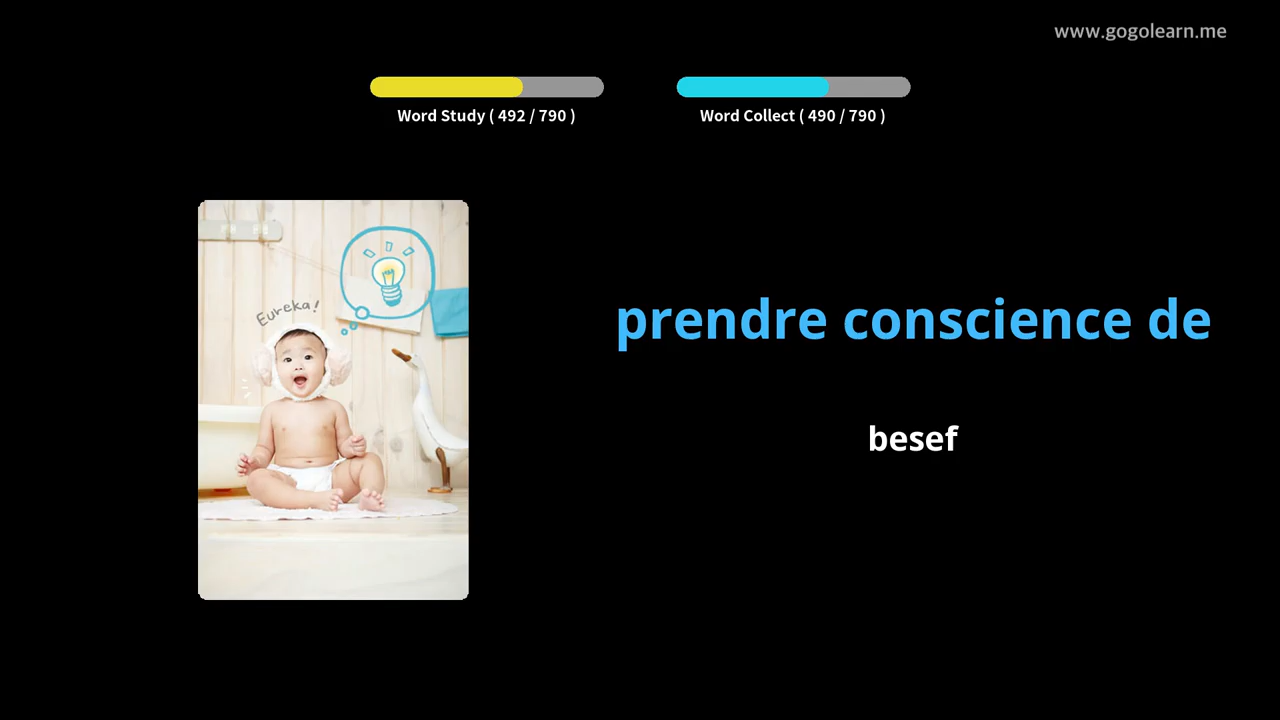 www.gogolearn.me
Word Study ( 492 / 790 )
Word Collect ( 490 / 790 )
Eureka!
prendre conscience de
besef